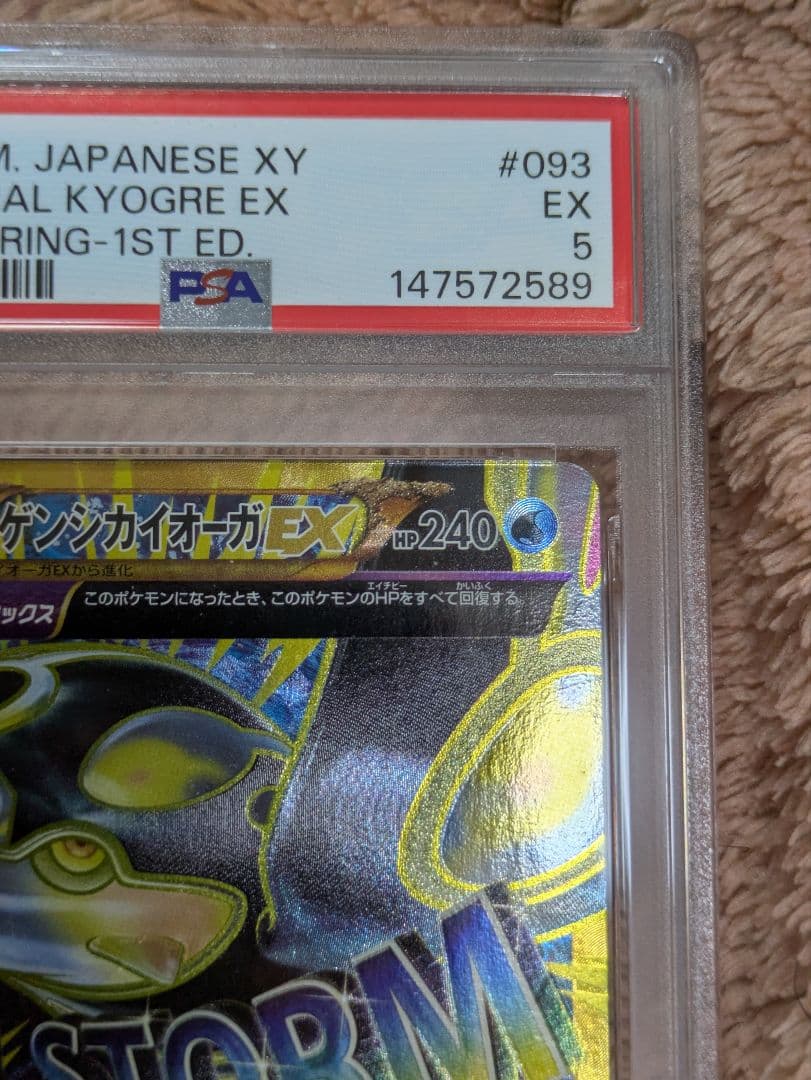 M. JAPANESE XY #093
AL KYOGRE EX EX
RING-1ST ED. 5
PSA 147572589
ゲンシカイオーガEX HP240
イオーガEXから進化
エイチピー かいふく
ックス このポケモンになったとき、このポケモンのHPをすべて回復する。
STORM